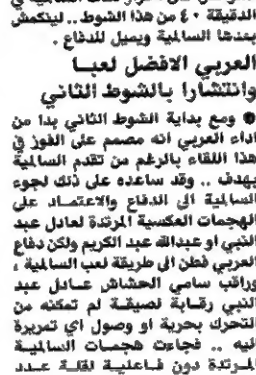 الدقيقة ٤٠ من هذا الشوط .. لينكمش
بعدها السالمية ويميل للدفاع .
العربي الافضل لعبا
وانتشارا بالشوط الثاني
● ومع بداية الشوط الثاني بدا من
اداء العربي انه مصمم على الفوز في
هذا اللقاء بالرغم من تقدم السالمية
بهدف .. وقد ساعده على ذلك لجوء
السالمية الى الدفاع والاعتماد على
الهجمات العكسية المرتدة لعادل عبد
النبي او عبدالله عبد الكريم ولكن دفاع
العربي فطن الى طريقة لعب السالمية ،
وراقب سامي الحشاش عادل عبد
النبي رقابة لصيقة لم تمكنه من
التحرك بحرية او وصول اي تمريرة
اليه .. فجاءت هجمات السالمية
المرتدة دون فاعلية لقلة عدد